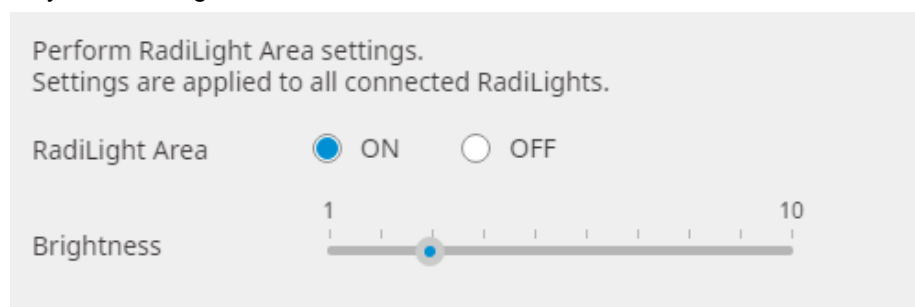 Perform RadiLight Area settings.
Settings are applied to all connected RadiLights.
RadiLight Area ON OFF
1 10
Brightness